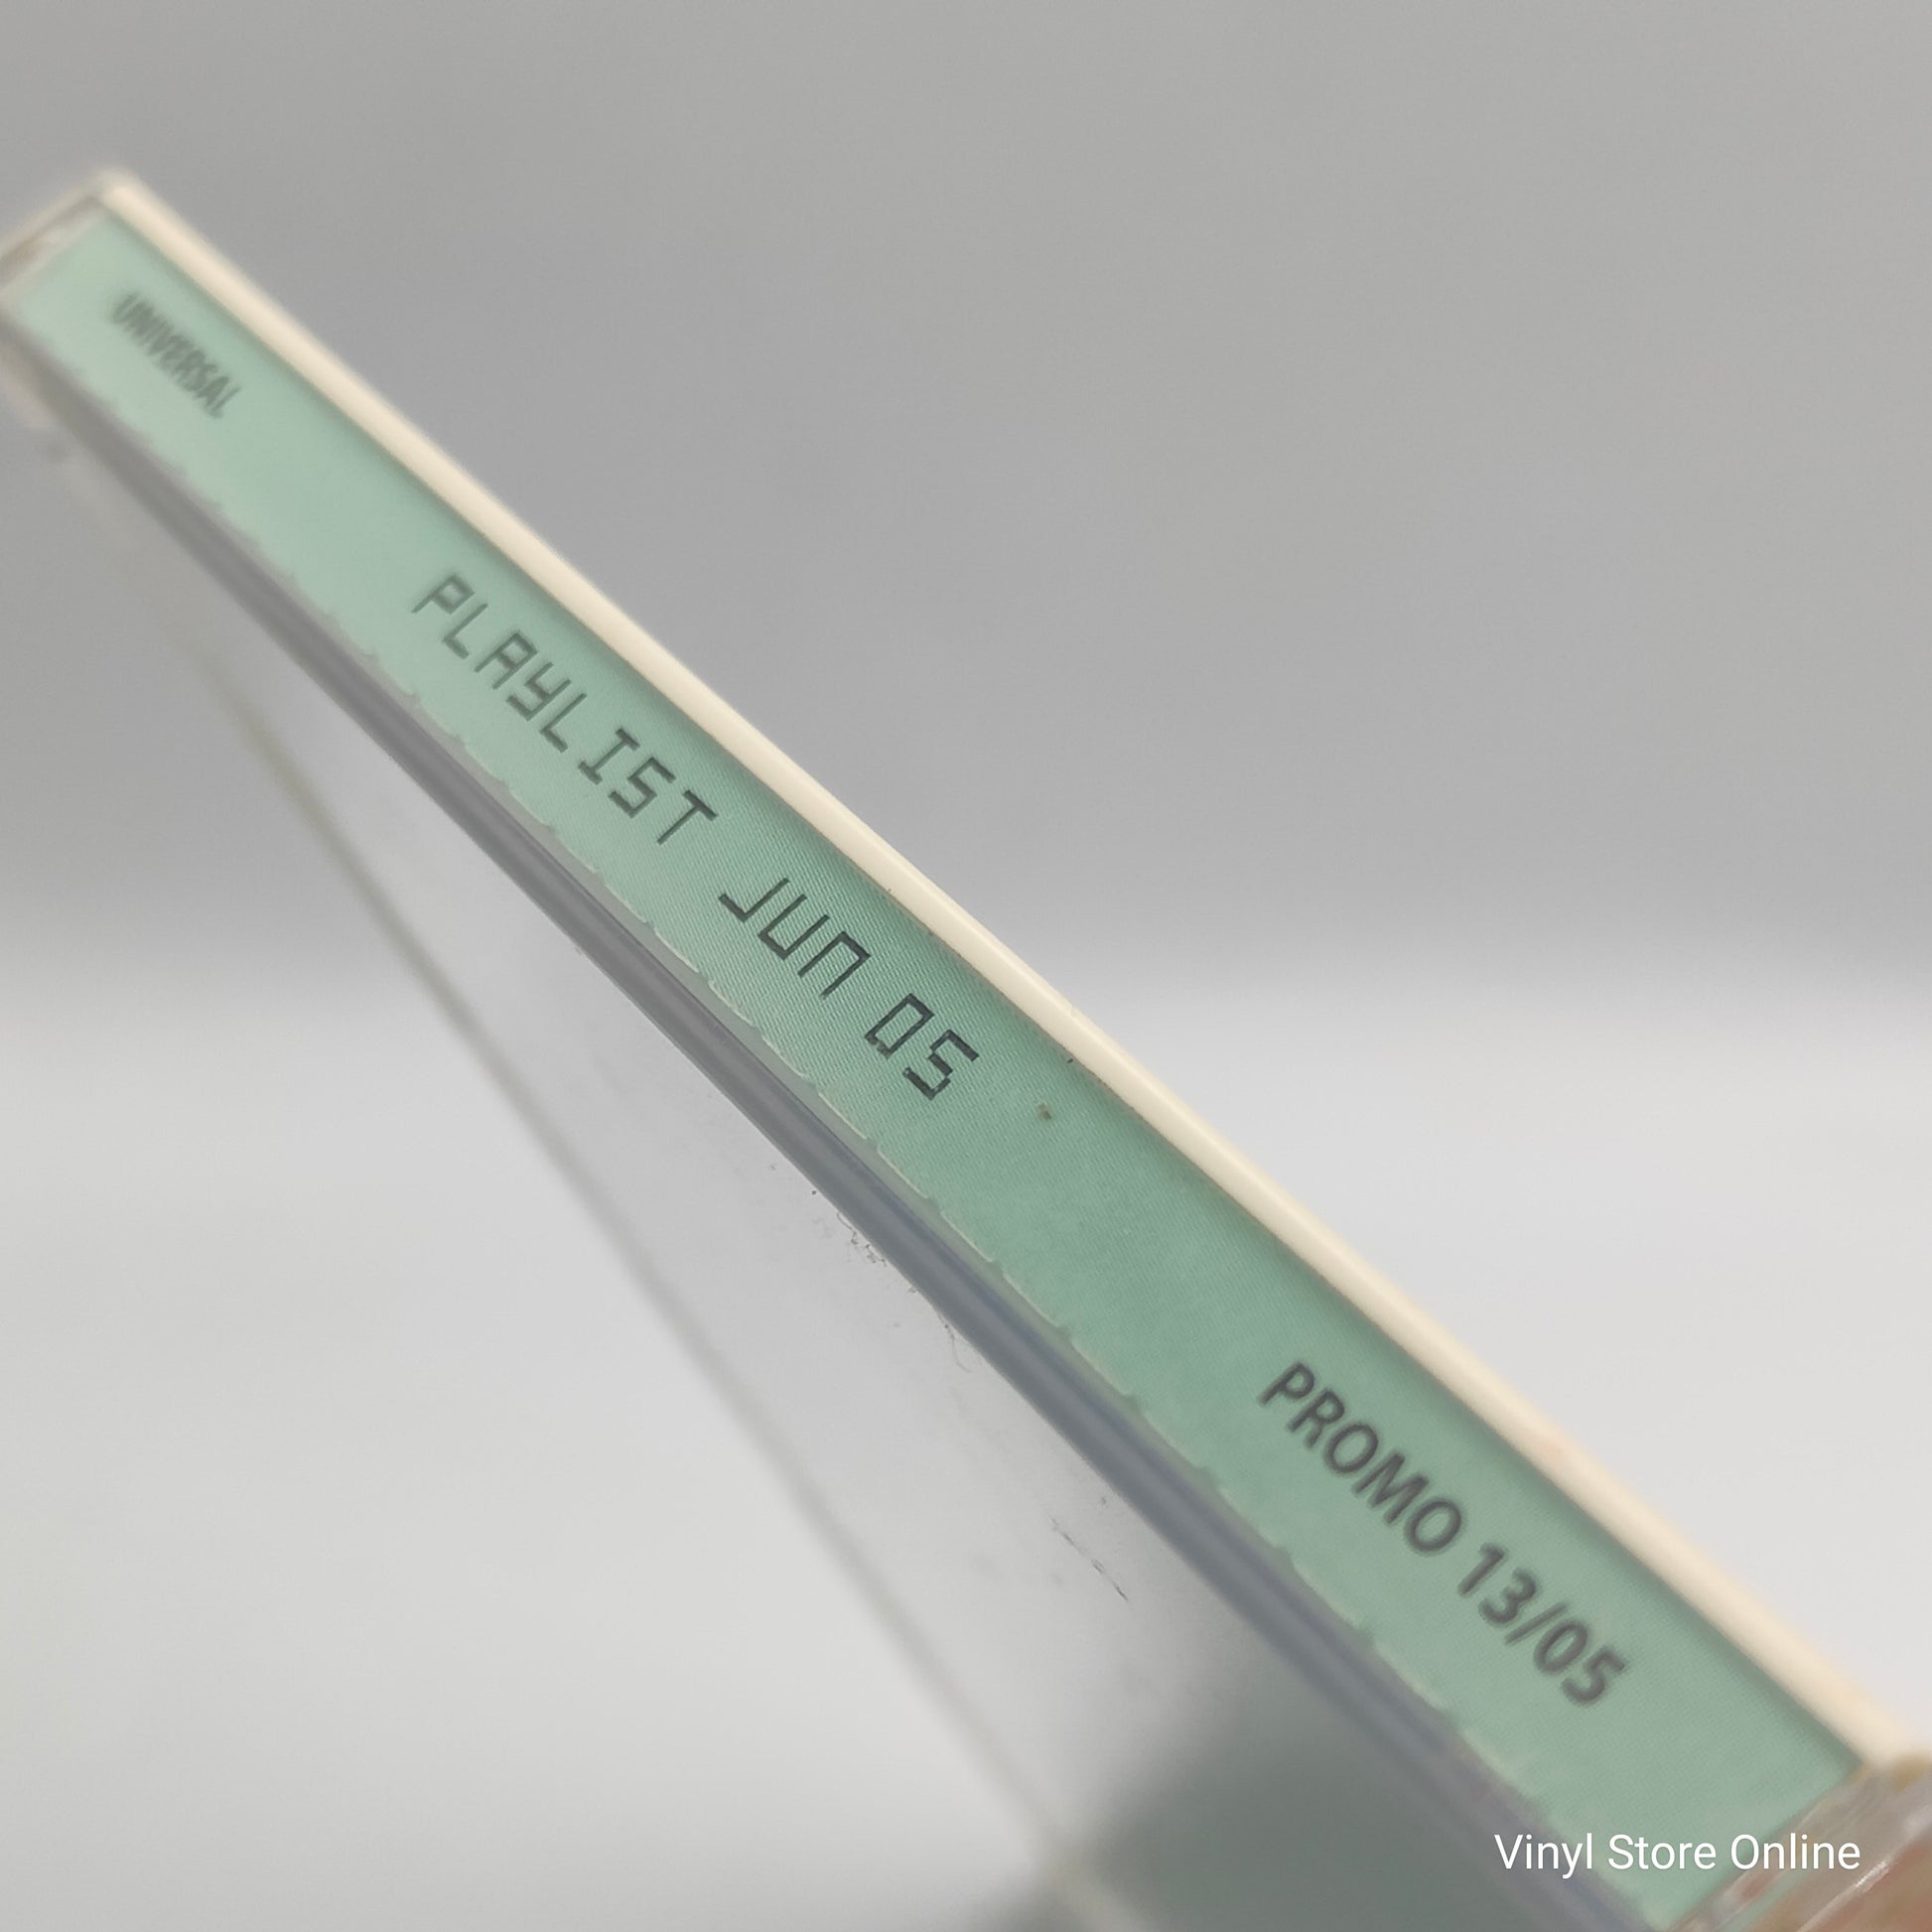 UNIVERSAL
PLAYLIST JUN 05
PROMO 13/05
Vinyl Store Online